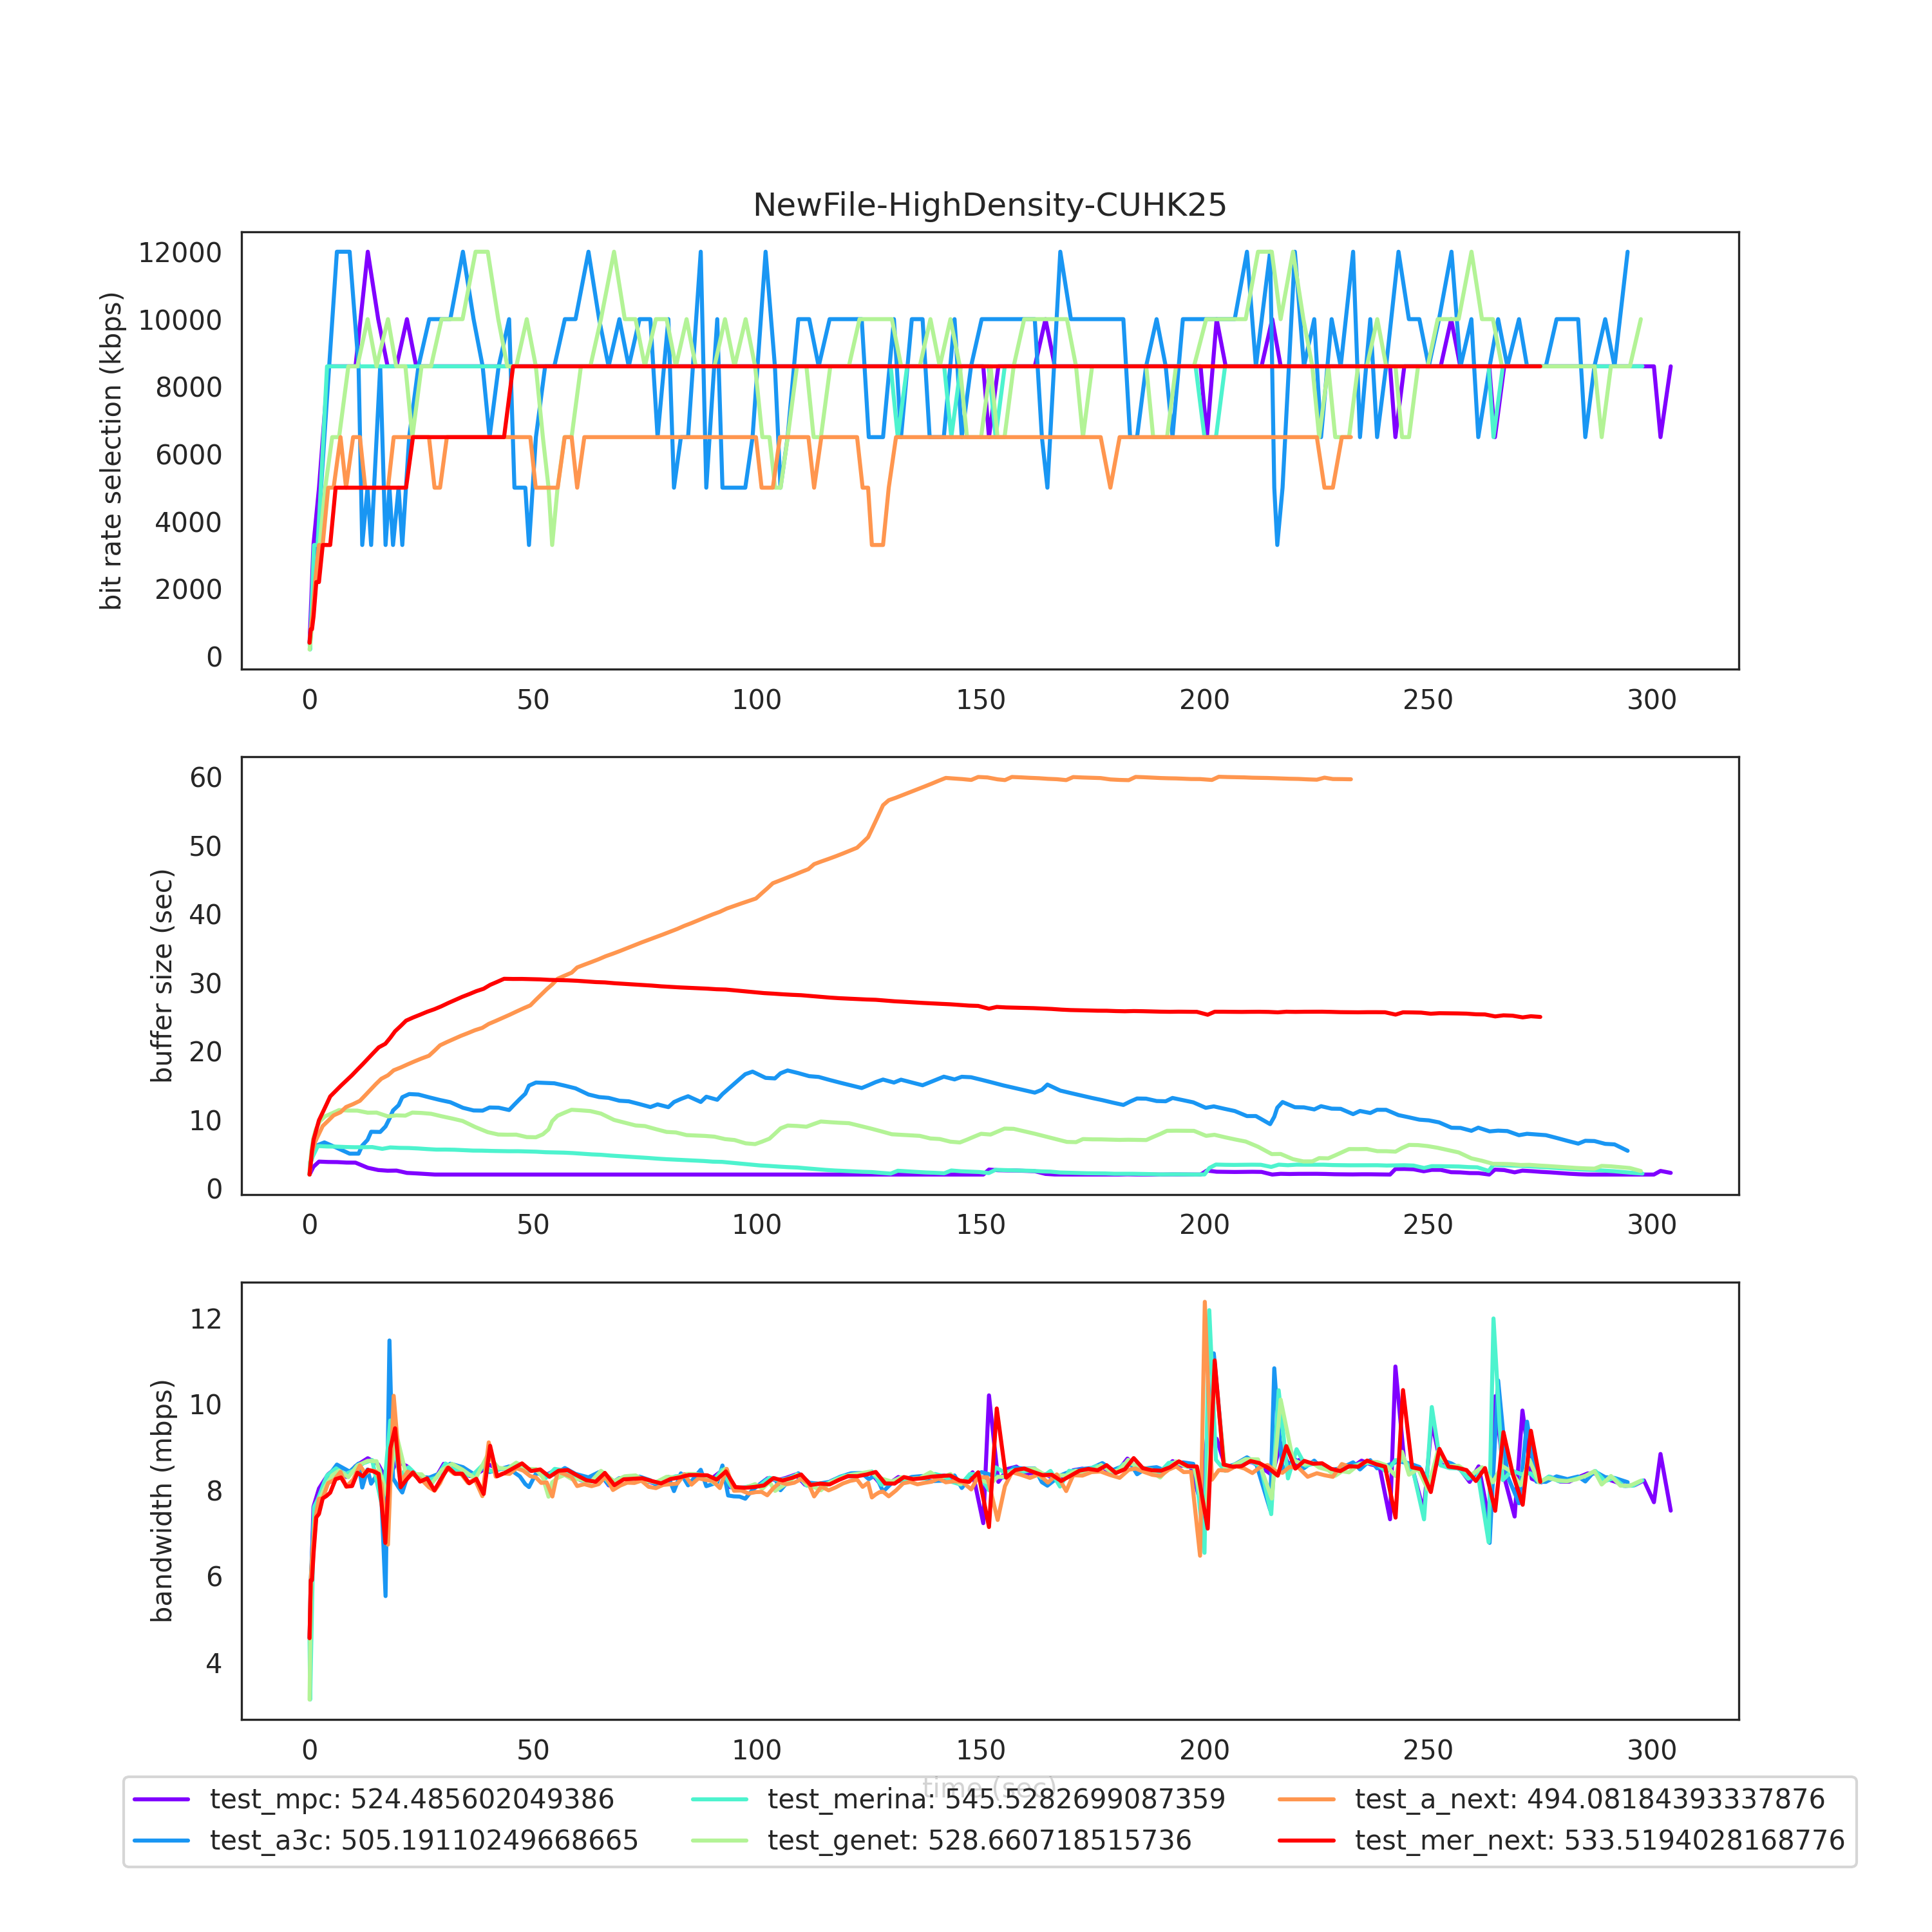 NewFile-HighDensity-CUHK25
bit rate selection (kbps)
12000
10000
8000
6000
4000
2000
0
0 50 100 150 200 250 300
buffer size (sec)
60
50
40
30
20
10
0
0 50 100 150 200 250 300
bandwidth (mbps)
12
10
8
6
4
0 50 100 150 200 250 300
time (sec)
test_mpc: 524.485602049386 test_merina: 545.5282699087359 test_a_next: 494.08184393337876
test_a3c: 505.19110249668665 test_genet: 528.660718515736 test_mer_next: 533.5194028168776